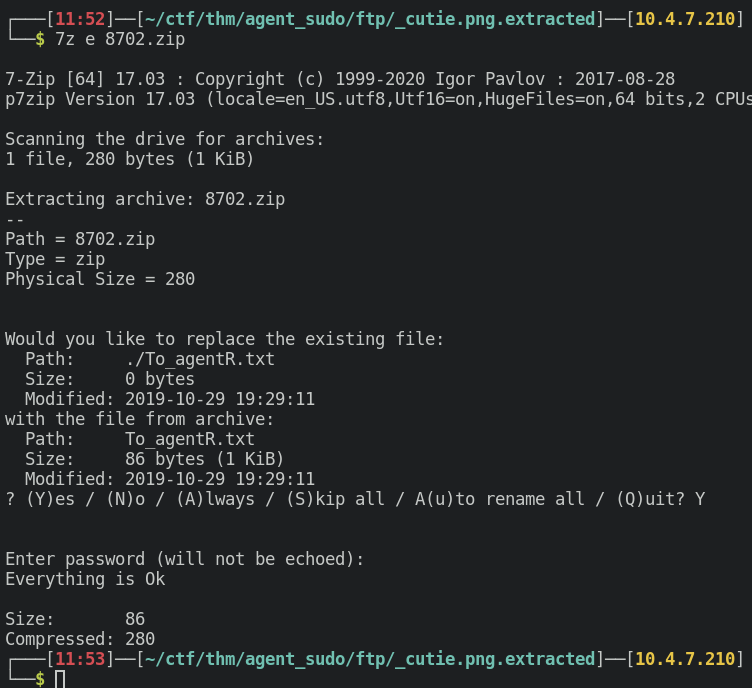 ┌───[11:52]──[~/ctf/thm/agent_sudo/ftp/_cutie.png.extracted]──[10.4.7.210]
└──$ 7z e 8702.zip
7-Zip [64] 17.03 : Copyright (c) 1999-2020 Igor Pavlov : 2017-08-28
p7zip Version 17.03 (locale=en_US.utf8,Utf16=on,HugeFiles=on,64 bits,2 CPUs
Scanning the drive for archives:
1 file, 280 bytes (1 KiB)
Extracting archive: 8702.zip
--
Path = 8702.zip
Type = zip
Physical Size = 280
Would you like to replace the existing file:
  Path:     ./To_agentR.txt
  Size:     0 bytes
  Modified: 2019-10-29 19:29:11
with the file from archive:
  Path:     To_agentR.txt
  Size:     86 bytes (1 KiB)
  Modified: 2019-10-29 19:29:11
? (Y)es / (N)o / (A)lways / (S)kip all / A(u)to rename all / (Q)uit? Y
Enter password (will not be echoed):
Everything is Ok
Size:       86
Compressed: 280
┌───[11:53]──[~/ctf/thm/agent_sudo/ftp/_cutie.png.extracted]──[10.4.7.210]
└──$